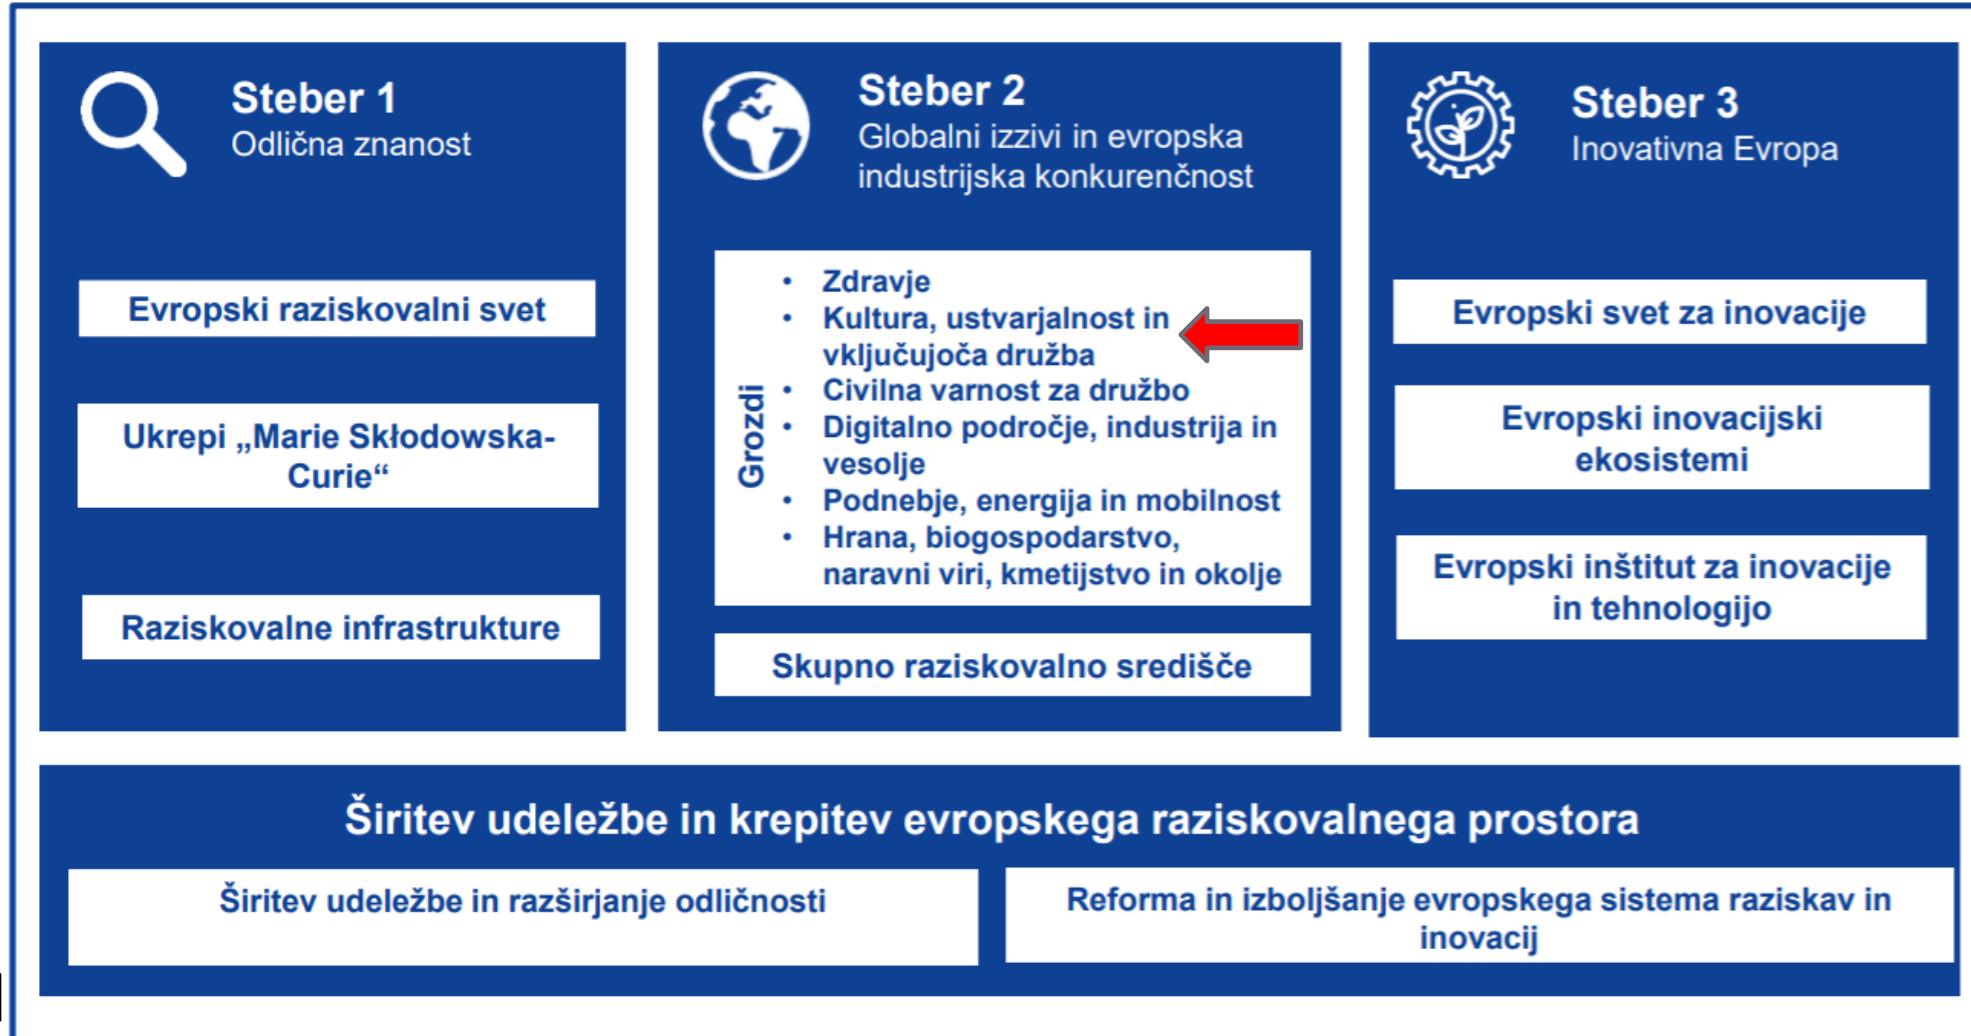 Steber 1
Odlična znanost
Evropski raziskovalni svet
Ukrepi „Marie Skłodowska-
Curie“
Raziskovalne infrastrukture
Steber 2
Globalni izzivi in evropska
industrijska konkurenčnost
Grozdi
• Zdravje
• Kultura, ustvarjalnost in
vključujoča družba
• Civilna varnost za družbo
• Digitalno področje, industrija in
vesolje
• Podnebje, energija in mobilnost
• Hrana, biogospodarstvo,
naravni viri, kmetijstvo in okolje
Skupno raziskovalno središče
Steber 3
Inovativna Evropa
Evropski svet za inovacije
Evropski inovacijski
ekosistemi
Evropski inštitut za inovacije
in tehnologijo
Širitev udeležbe in krepitev evropskega raziskovalnega prostora
Širitev udeležbe in razširjanje odličnosti
Reforma in izboljšanje evropskega sistema raziskav in
inovacij